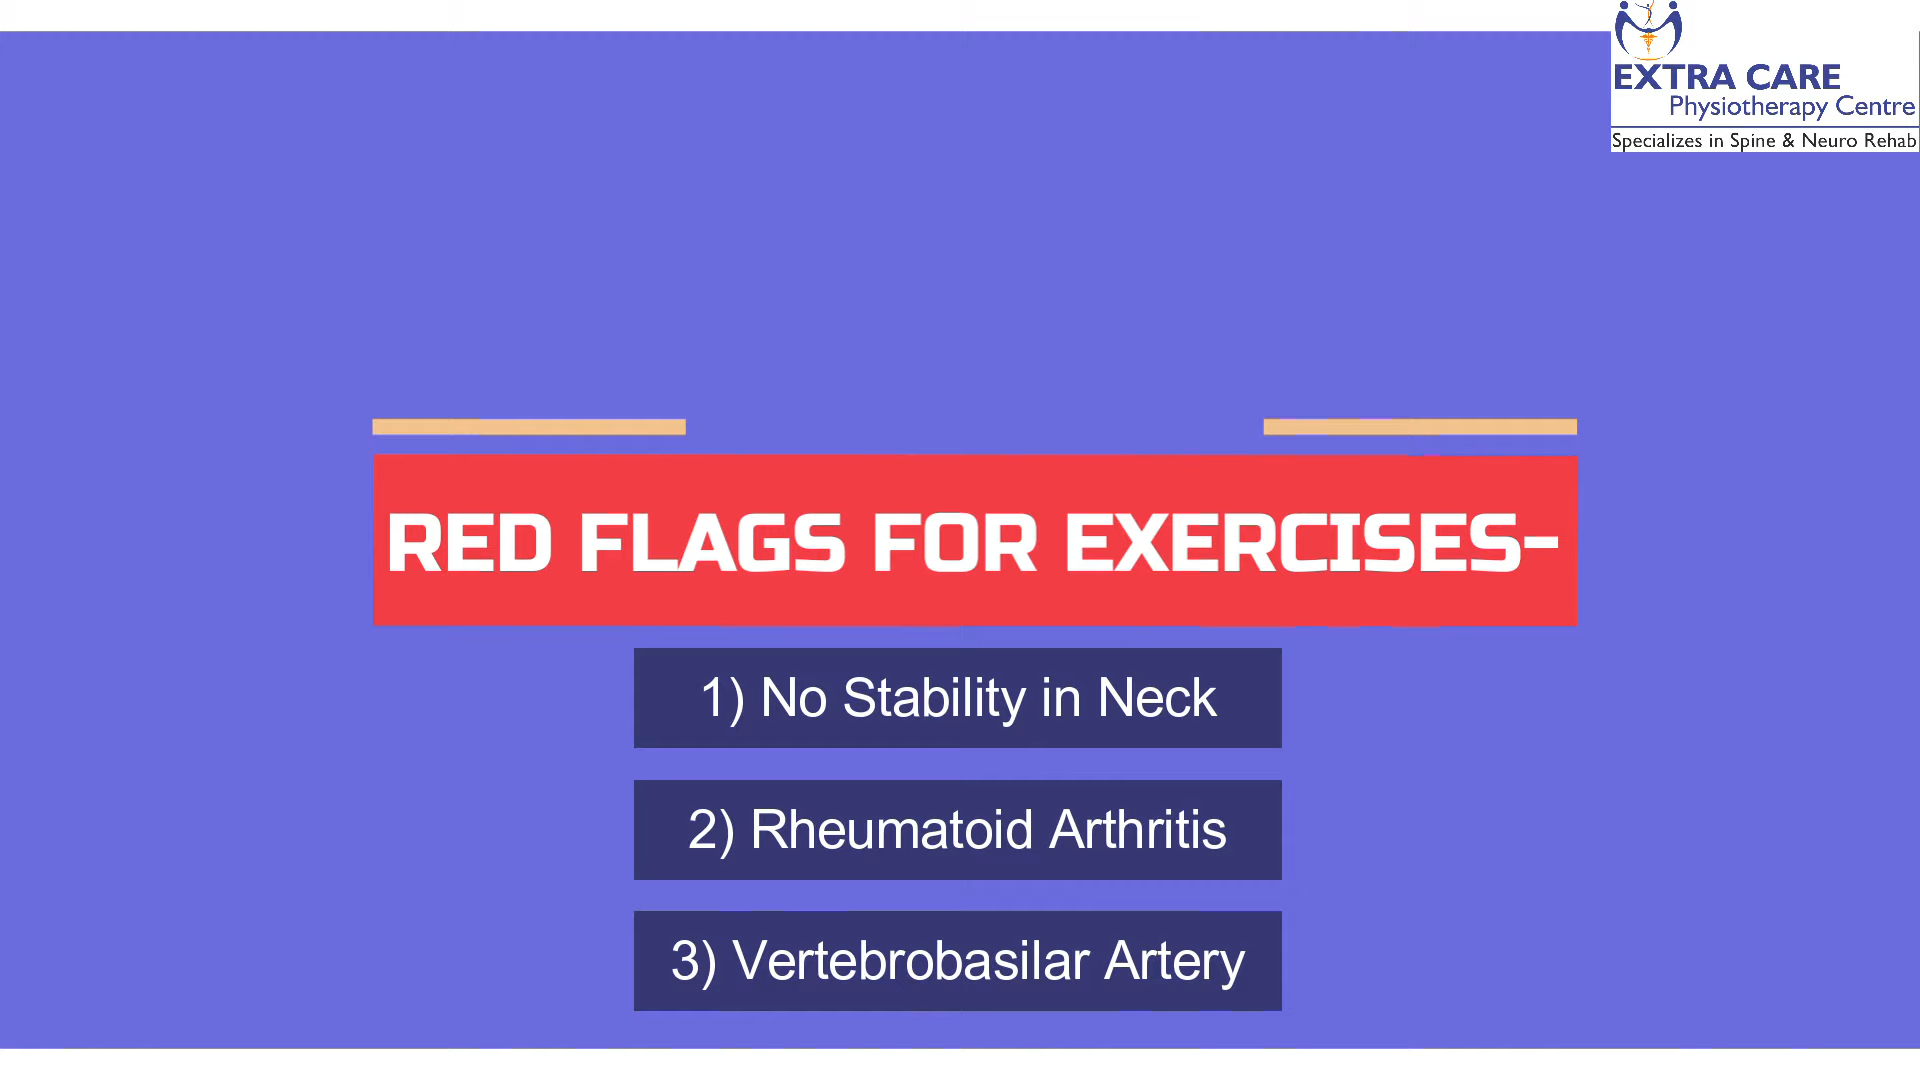 EXTRA CARE
Physiotherapy Centre
Specializes in Spine & Neuro Rehab
RED FLAGS FOR EXERCISES-
1) No Stability in Neck
2) Rheumatoid Arthritis
3) Vertebrobasilar Artery